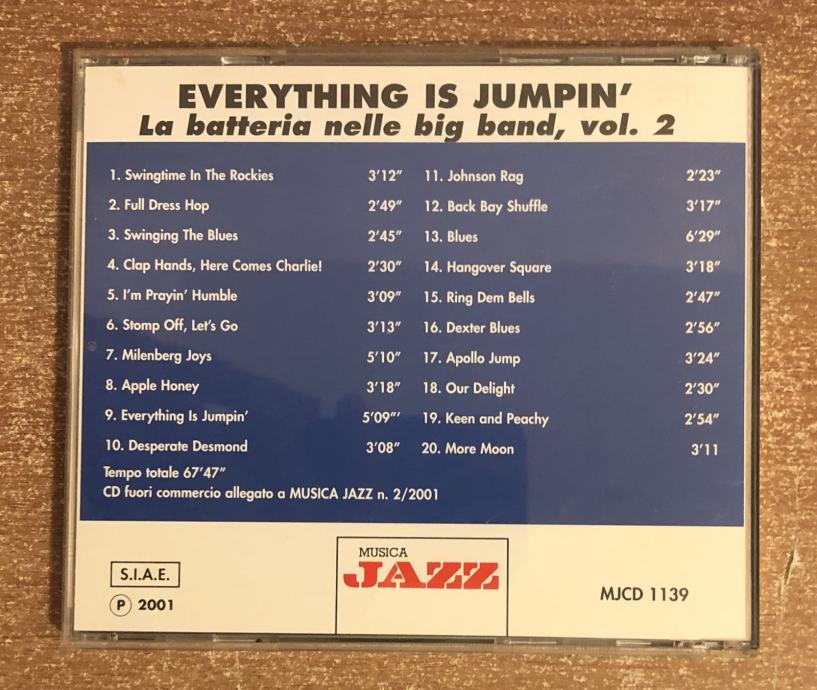 EVERYTHING IS JUMPIN'
La batteria nelle big band, vol. 2
1. Swingtime In The Rockies 3'12"
2. Full Dress Hop 2'49"
3. Swinging The Blues 2'45"
4. Clap Hands, Here Comes Charlie! 2'30"
5. I'm Prayin' Humble 3'09"
6. Stomp Off, Let's Go 3'13"
7. Milenberg Joys 5'10"
8. Apple Honey 3'18"
9. Everything Is Jumpin' 5'09"'
10. Desperate Desmond 3'08"
11. Johnson Rag 2'23"
12. Back Bay Shuffle 3'17"
13. Blues 6'29"
14. Hangover Square 3'18"
15. Ring Dem Bells 2'47"
16. Dexter Blues 2'56"
17. Apollo Jump 3'24"
18. Our Delight 2'30"
19. Keen and Peachy 2'54"
20. More Moon 3'11
Tempo totale 67'47"
CD fuori commercio allegato a MUSICA JAZZ n. 2/2001
S.I.A.E.
℗ 2001
MUSICA
JAZZ
MJCD 1139